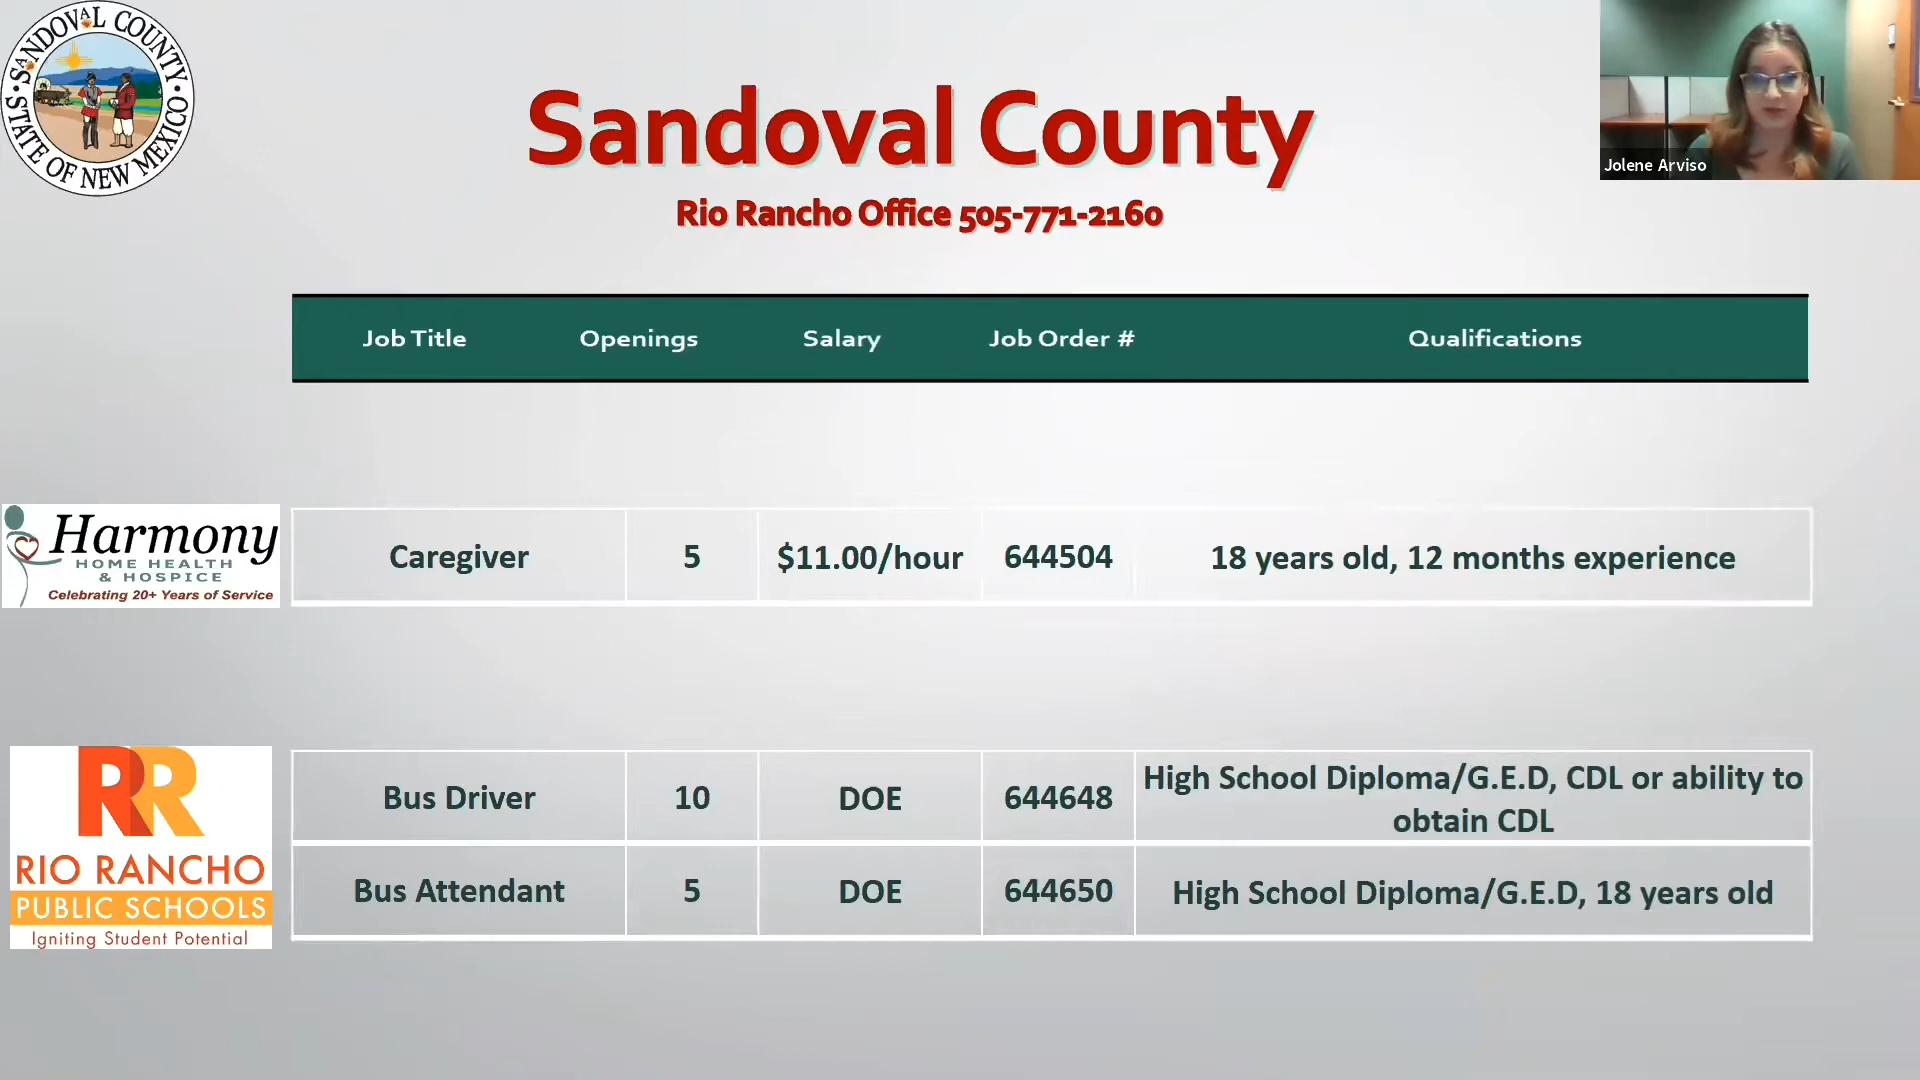 SANDOVAL COUNTY
STATE OF NEW MEXICO
Sandoval County
Rio Rancho Office 505-771-2160
Jolene Arviso
Job Title Openings Salary Job Order # Qualifications
Harmony
HOME HEALTH
& HOSPICE
Celebrating 20+ Years of Service
Caregiver 5 $11.00/hour 644504 18 years old, 12 months experience
RR
RIO RANCHO
PUBLIC SCHOOLS
Igniting Student Potential
Bus Driver 10 DOE 644648 High School Diploma/G.E.D, CDL or ability to
obtain CDL
Bus Attendant 5 DOE 644650 High School Diploma/G.E.D, 18 years old